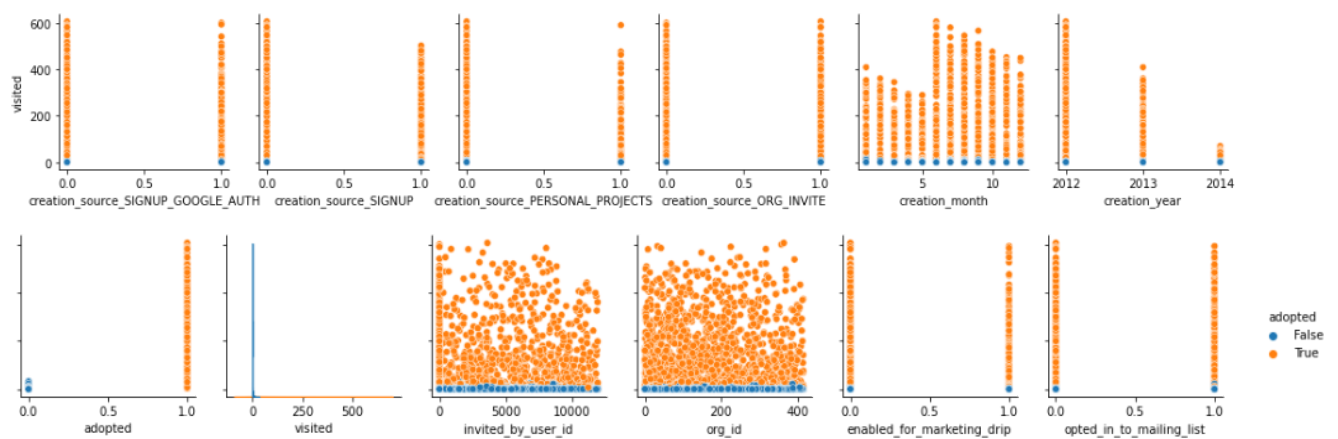 600
400
200
0
visited
0.0 0.5 1.0 0.0 0.5 1.0 0.0 0.5 1.0 0.0 0.5 1.0 5 10 2012 2013 2014
creation_source_SIGNUP_GOOGLE_AUTH creation_source_SIGNUP creation_source_PERSONAL_PROJECTS creation_source_ORG_INVITE creation_month creation_year
adopted
False
True
0.0 0.5 1.0 0 500 0 5000 10000 0 200 400 0.0 0.5 1.0 0.0 0.5 1.0
adopted visited invited_by_user_id org_id enabled_for_marketing_drip opted_in_to_mailing_list